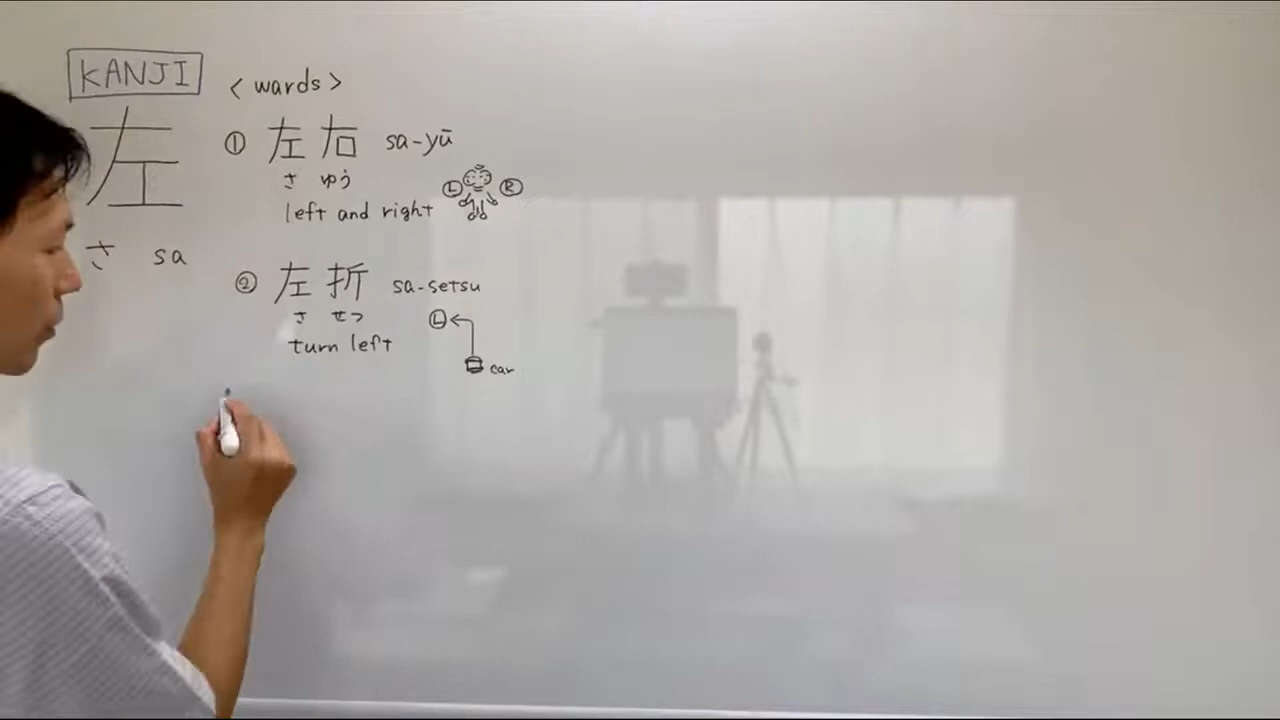 KANJI
<wards>
左
さ sa
① 左右 sa-yū
さ ゆう
left and right
Ⓛ Ⓡ
② 左折 sa-setsu
さ せつ
turn left
Ⓛ
car